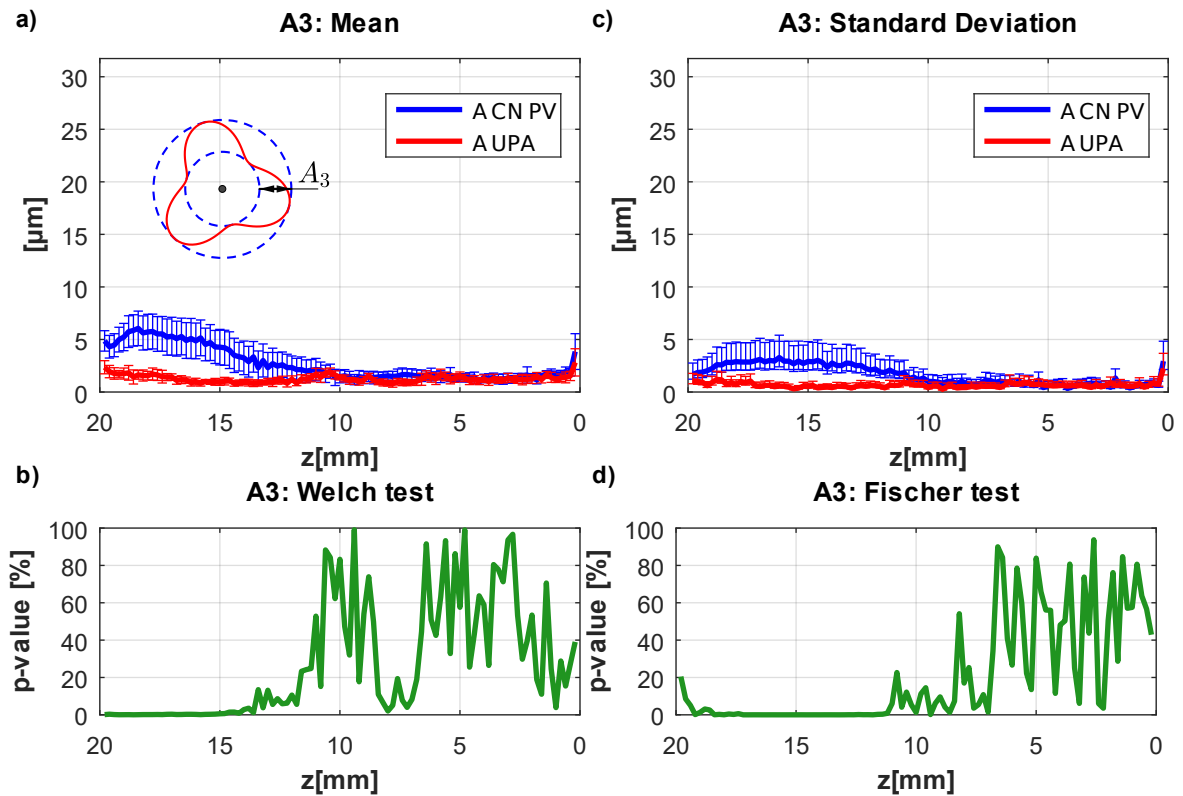 a)
A3: Mean
[µm]
30
25
20
15
10
5
0
A CN PV
A UPA
A3
20
15
10
5
0
z[mm]
c)
A3: Standard Deviation
[µm]
30
25
20
15
10
5
0
A CN PV
A UPA
20
15
10
5
0
z[mm]
b)
A3: Welch test
p-value [%]
100
80
60
40
20
0
20
15
10
5
0
z[mm]
d)
A3: Fischer test
p-value [%]
100
80
60
40
20
0
20
15
10
5
0
z[mm]